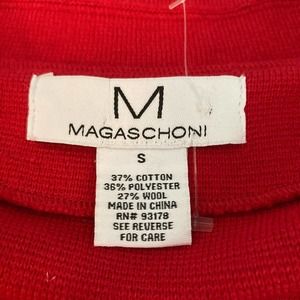 M
MAGASCHONI
S
37% COTTON
36% POLYESTER
27% WOOL
MADE IN CHINA
RN# 93178
SEE REVERSE
FOR CARE